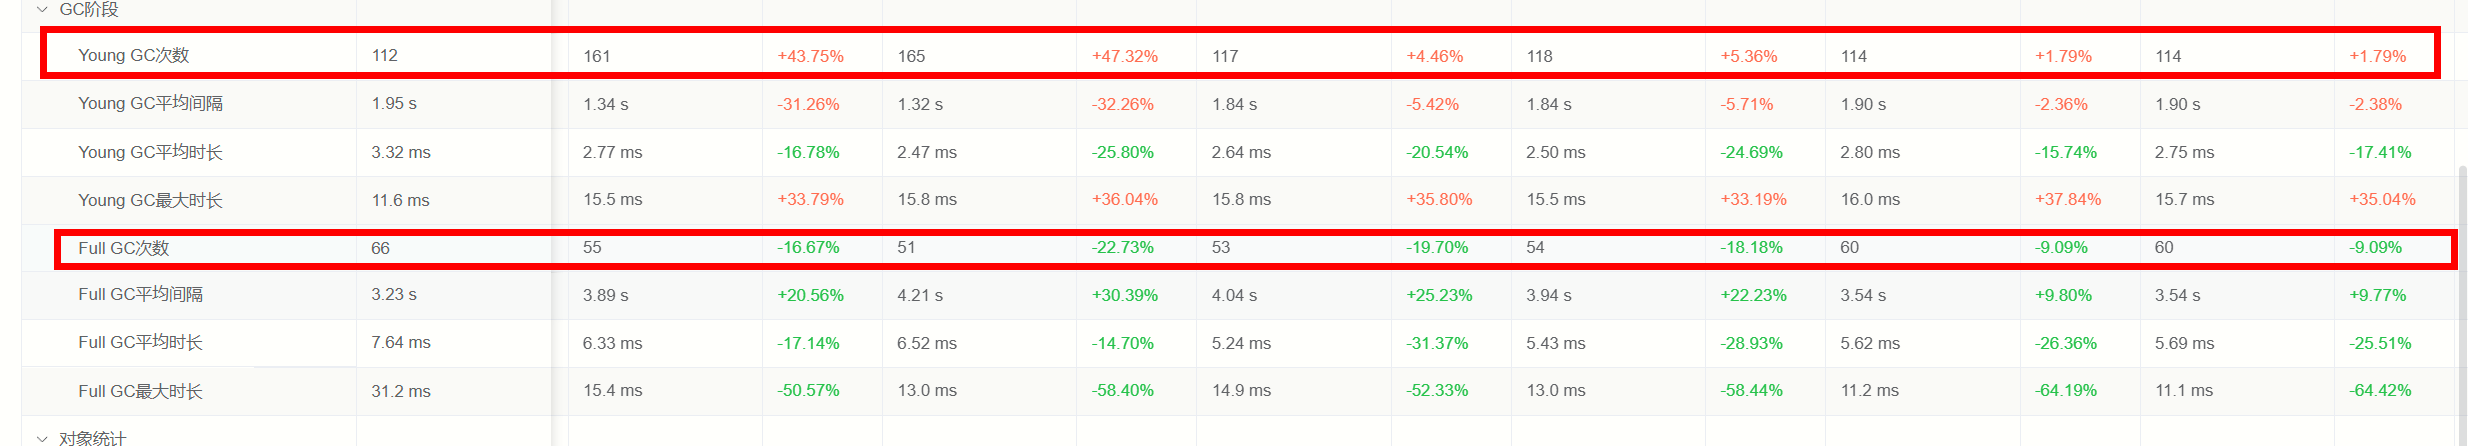 GC阶段
Young GC次数 112 161 +43.75% 165 +47.32% 117 +4.46% 118 +5.36% 114 +1.79% 114 +1.79%
Young GC平均间隔 1.95 s 1.34 s -31.26% 1.32 s -32.26% 1.84 s -5.42% 1.84 s -5.71% 1.90 s -2.36% 1.90 s -2.38%
Young GC平均时长 3.32 ms 2.77 ms -16.78% 2.47 ms -25.80% 2.64 ms -20.54% 2.50 ms -24.69% 2.80 ms -15.74% 2.75 ms -17.41%
Young GC最大时长 11.6 ms 15.5 ms +33.79% 15.8 ms +36.04% 15.8 ms +35.80% 15.5 ms +33.19% 16.0 ms +37.84% 15.7 ms +35.04%
Full GC次数 66 55 -16.67% 51 -22.73% 53 -19.70% 54 -18.18% 60 -9.09% 60 -9.09%
Full GC平均间隔 3.23 s 3.89 s +20.56% 4.21 s +30.39% 4.04 s +25.23% 3.94 s +22.23% 3.54 s +9.80% 3.54 s +9.77%
Full GC平均时长 7.64 ms 6.33 ms -17.14% 6.52 ms -14.70% 5.24 ms -31.37% 5.43 ms -28.93% 5.62 ms -26.36% 5.69 ms -25.51%
Full GC最大时长 31.2 ms 15.4 ms -50.57% 13.0 ms -58.40% 14.9 ms -52.33% 13.0 ms -58.44% 11.2 ms -64.19% 11.1 ms -64.42%
对象统计